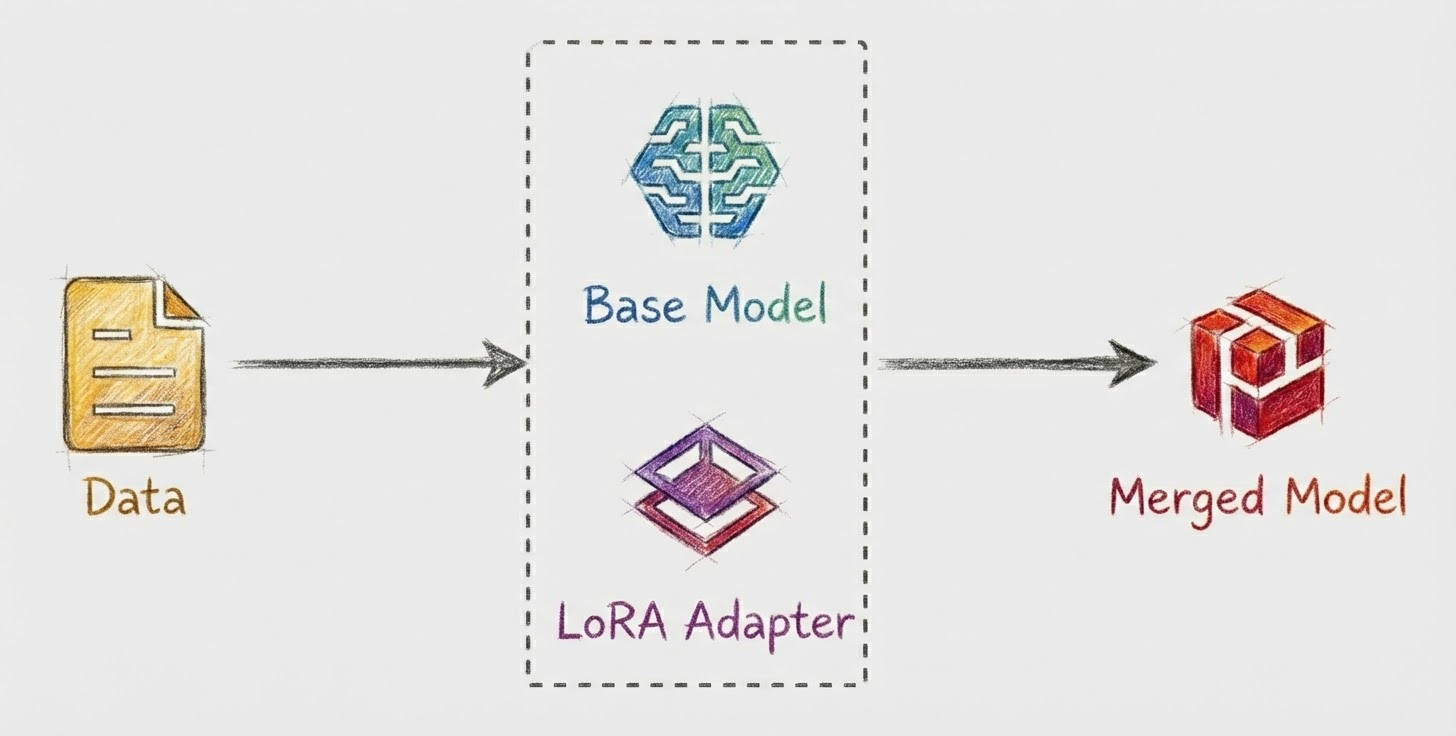 Data
Base Model
LoRA Adapter
Merged Model